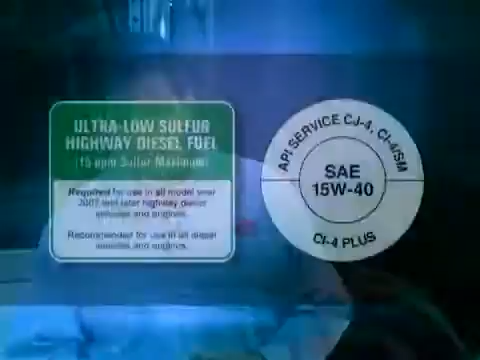 ULTRA-LOW SULFUR
HIGHWAY DIESEL FUEL
(15 ppm Sulfur Maximum)
Required for use in all model year
2007 and later highway diesel
vehicles and engines.
Recommended for use in all diesel
vehicles and engines.
API SERVICE CJ-4, CI-4/SM
SAE
15W-40
CI-4 PLUS